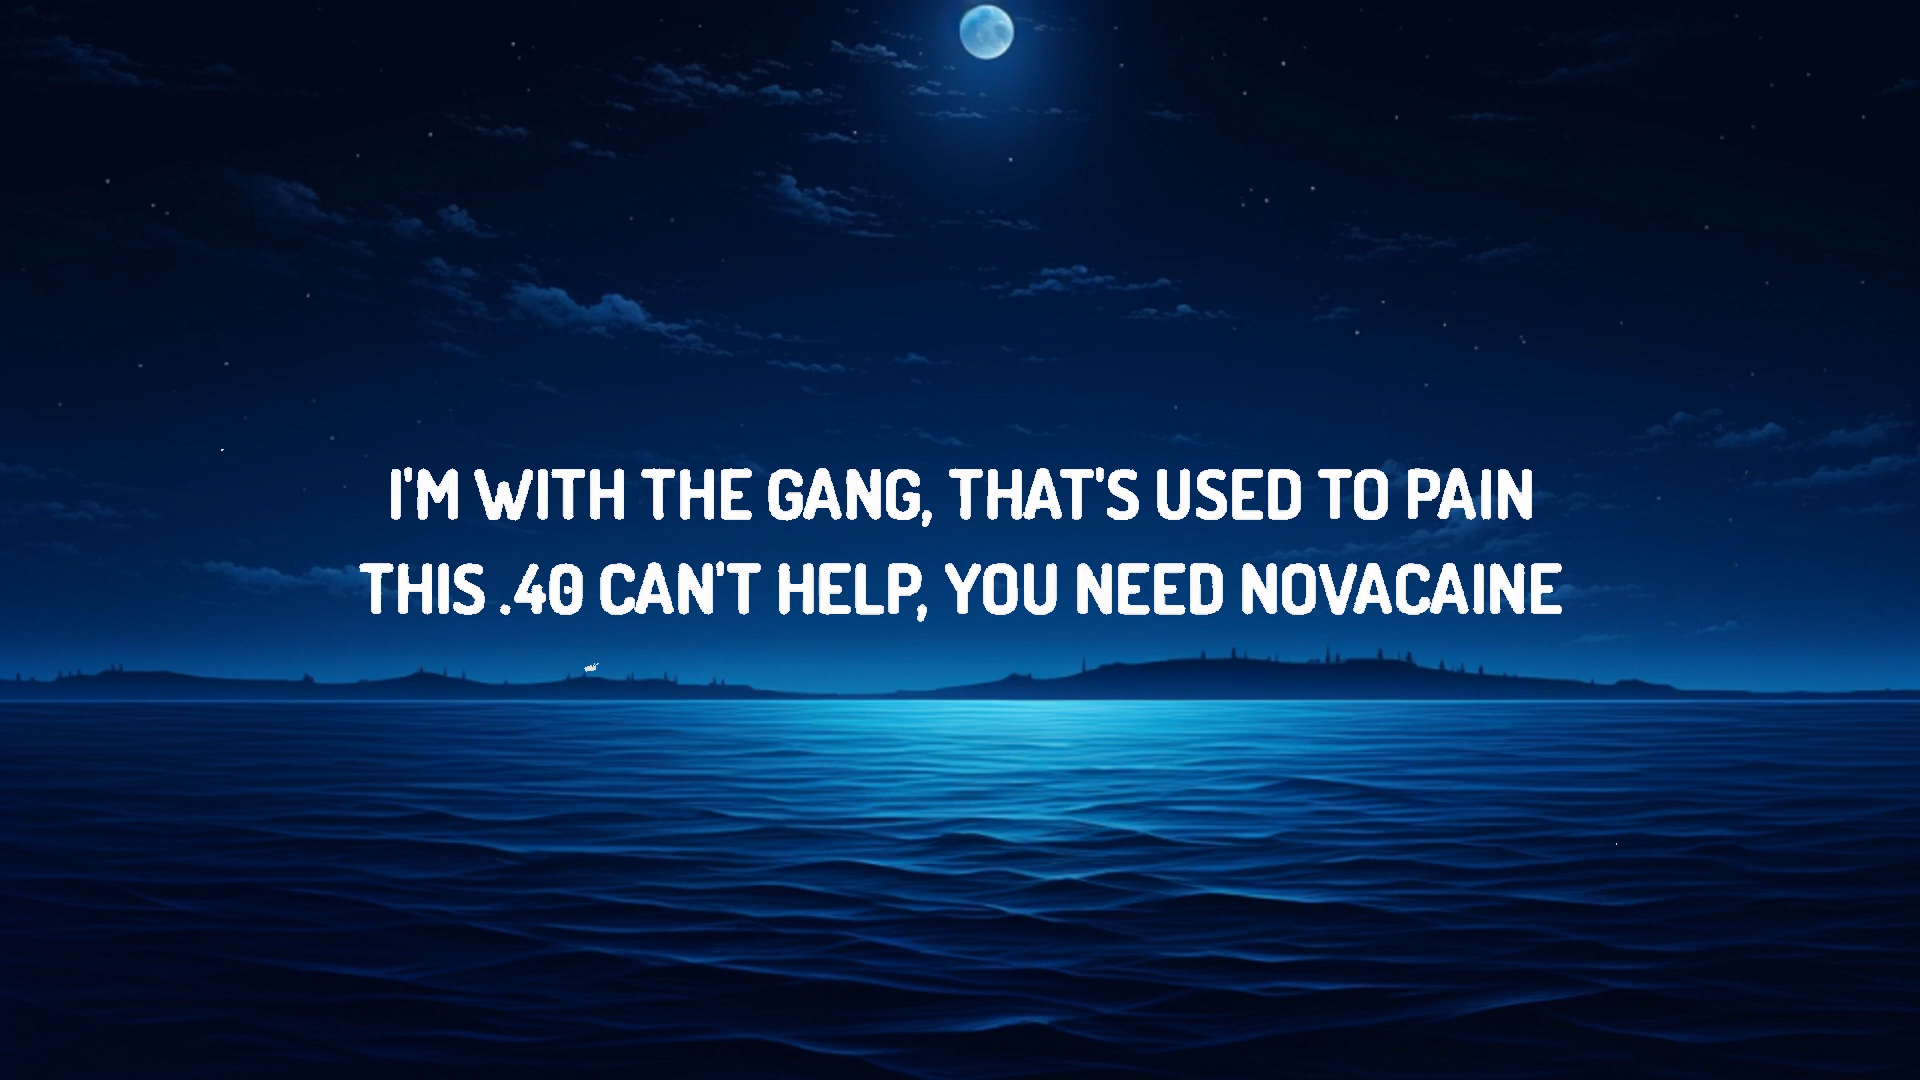 I'M WITH THE GANG, THAT'S USED TO PAIN
THIS .40 CAN'T HELP, YOU NEED NOVACAINE